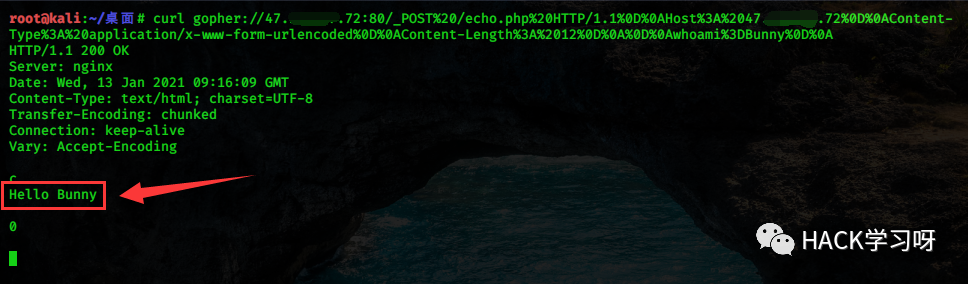 root@kali:~/桌面# curl gopher://47. .72:80/_POST%20/echo.php%20HTTP/1.1%0D%0AHost%3A%2047 .72%0D%0AContent-
Type%3A%20application/x-www-form-urlencoded%0D%0AContent-Length%3A%2012%0D%0A%0D%0Awhoami%3DBunny%0D%0A
HTTP/1.1 200 OK
Server: nginx
Date: Wed, 13 Jan 2021 09:16:09 GMT
Content-Type: text/html; charset=UTF-8
Transfer-Encoding: chunked
Connection: keep-alive
Vary: Accept-Encoding
c
Hello Bunny
0
HACK学习呀